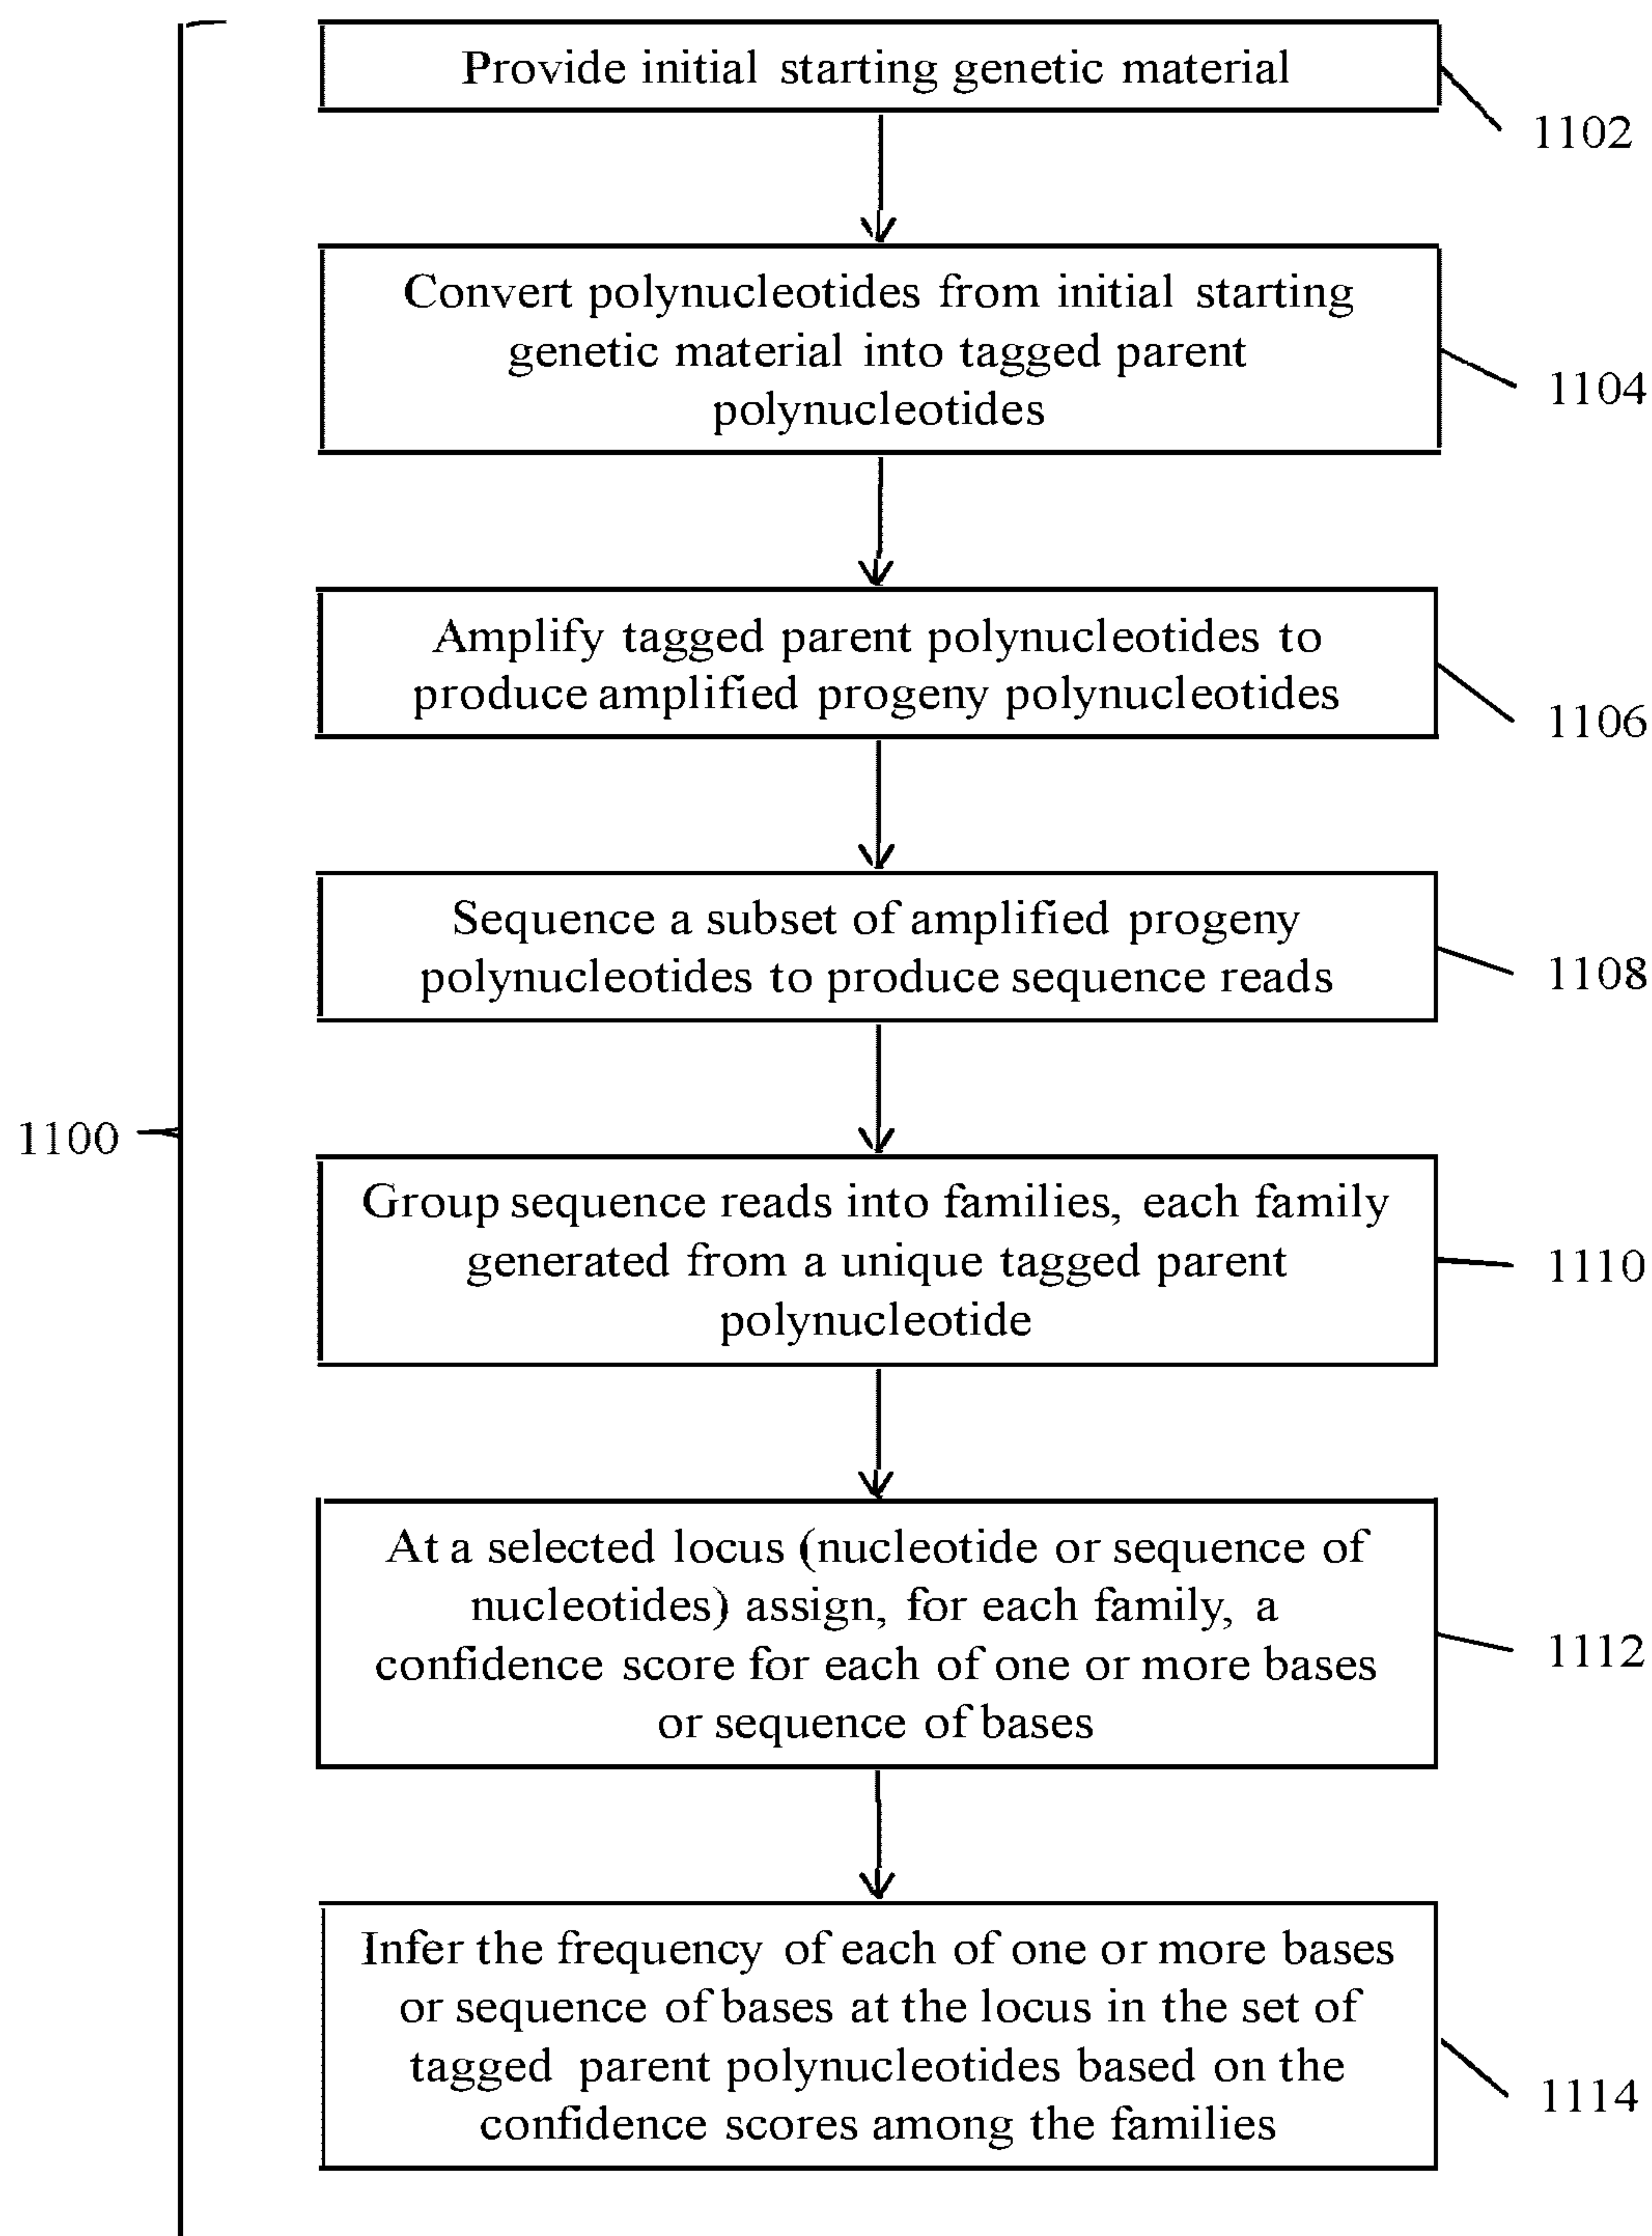 Provide initial starting genetic material
1102
Convert polynucleotides from initial starting
genetic material into tagged parent
polynucleotides
1104
Amplify tagged parent polynucleotides to
produce amplified progeny polynucleotides
1106
Sequence a subset of amplified progeny
polynucleotides to produce sequence reads
1108
1100
Group sequence reads into families, each family
generated from a unique tagged parent
polynucleotide
1110
At a selected locus (nucleotide or sequence of
nucleotides) assign, for each family, a
confidence score for each of one or more bases
or sequence of bases
1112
Infer the frequency of each of one or more bases
or sequence of bases at the locus in the set of
tagged parent polynucleotides based on the
confidence scores among the families
1114